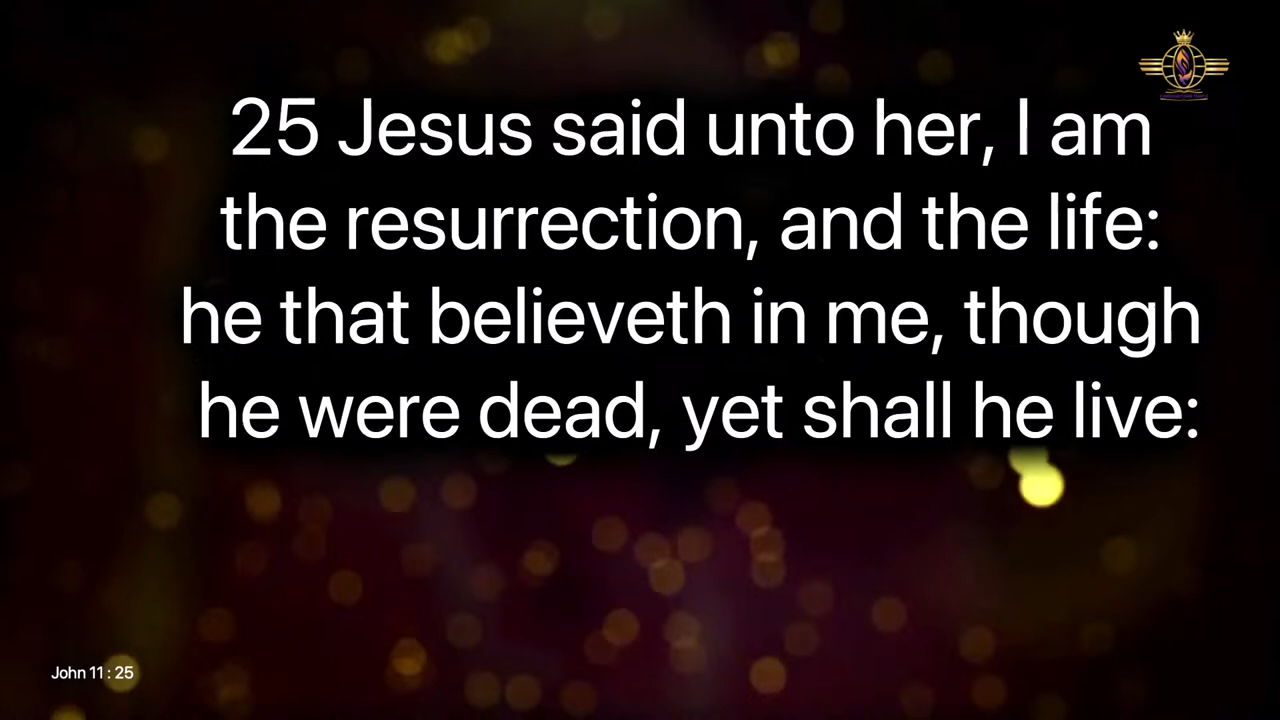 25 Jesus said unto her, I am
the resurrection, and the life:
he that believeth in me, though
he were dead, yet shall he live:
John 11 : 25